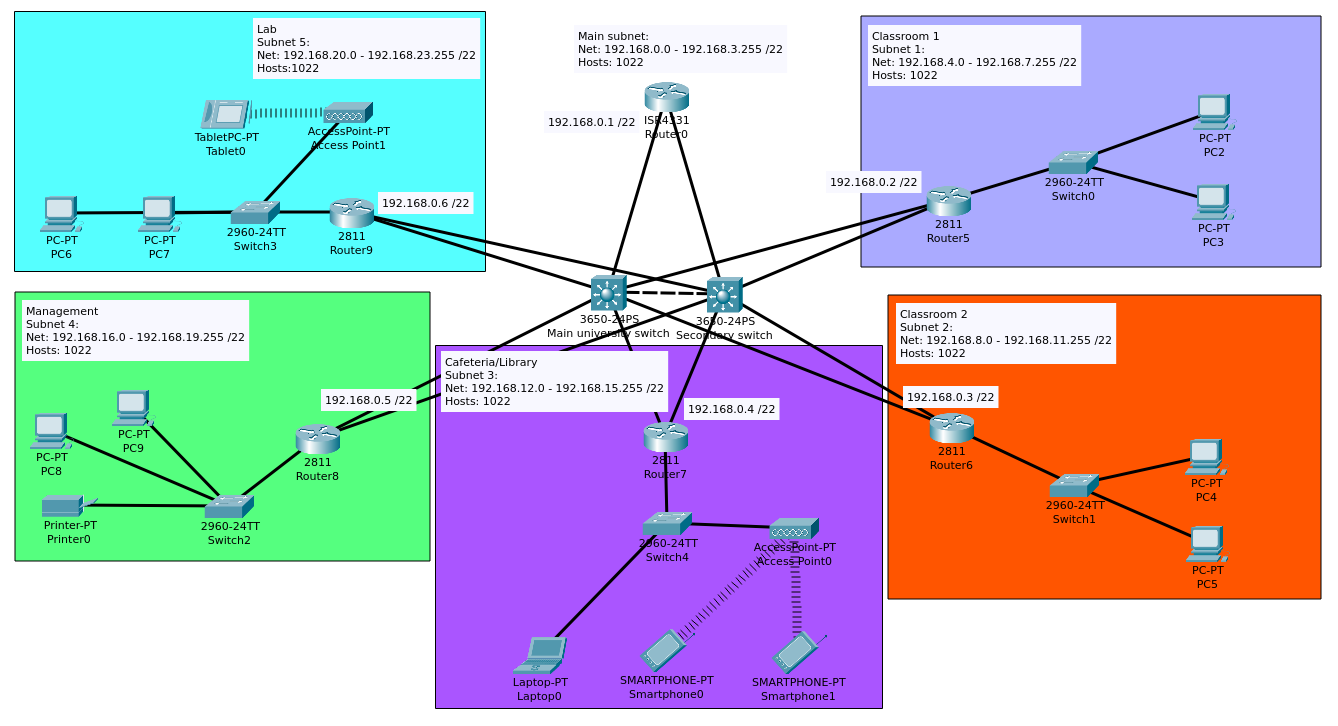 Lab
Subnet 5:
Net: 192.168.20.0 - 192.168.23.255 /22
Hosts:1022
TabletPC-PT
Tablet0
AccessPoint-PT
Access Point1
192.168.0.6 /22
PC-PT
PC6
PC-PT
PC7
2960-24TT
Switch3
2811
Router9
Main subnet:
Net: 192.168.0.0 - 192.168.3.255 /22
Hosts: 1022
192.168.0.1 /22
ISR4331
Router0
Classroom 1
Subnet 1:
Net: 192.168.4.0 - 192.168.7.255 /22
Hosts: 1022
PC-PT
PC2
192.168.0.2 /22
2960-24TT
Switch0
2811
Router5
PC-PT
PC3
3650-24PS
Main university switch
3650-24PS
Secondary switch
Management
Subnet 4:
Net: 192.168.16.0 - 192.168.19.255 /22
Hosts: 1022
192.168.0.5 /22
PC-PT
PC9
PC-PT
PC8
2811
Router8
Printer-PT
Printer0
2960-24TT
Switch2
Cafeteria/Library
Subnet 3:
Net: 192.168.12.0 - 192.168.15.255 /22
Hosts: 1022
192.168.0.4 /22
2811
Router7
2960-24TT
Switch4
AccessPoint-PT
Access Point0
Laptop-PT
Laptop0
SMARTPHONE-PT
Smartphone0
SMARTPHONE-PT
Smartphone1
Classroom 2
Subnet 2:
Net: 192.168.8.0 - 192.168.11.255 /22
Hosts: 1022
192.168.0.3 /22
2811
Router6
PC-PT
PC4
2960-24TT
Switch1
PC-PT
PC5